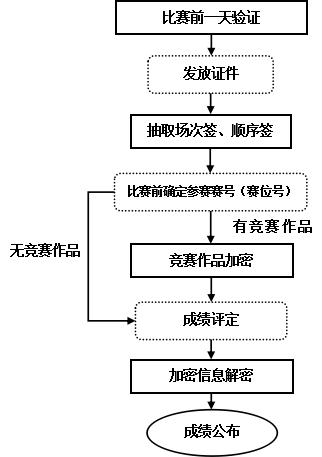 比赛前一天验证
发放证件
抽取场次签、顺序签
比赛前确定参赛赛号（赛位号）
有竞赛作品
无竞赛作品
竞赛作品加密
成绩评定
加密信息解密
成绩公布